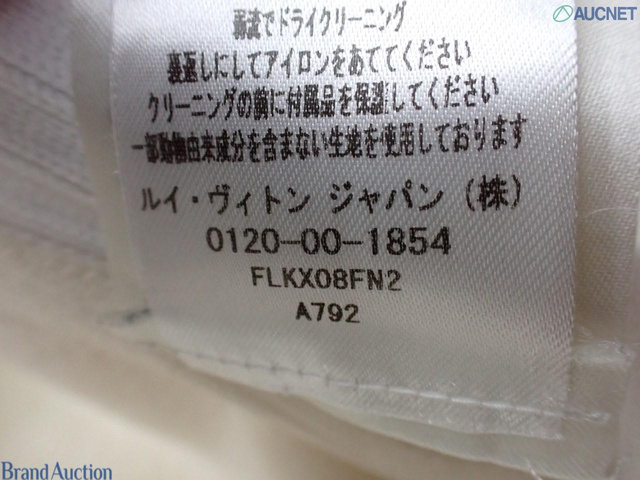 AUCNET
弱流でドライクリーニング
裏返しにしてアイロンをあててください
クリーニングの前に付属品を保護してください
一部動物由来成分を含まない生地を使用しております
ルイ・ヴィトン ジャパン (株)
0120-00-1854
FLKX08FN2
A792
Brand Auction